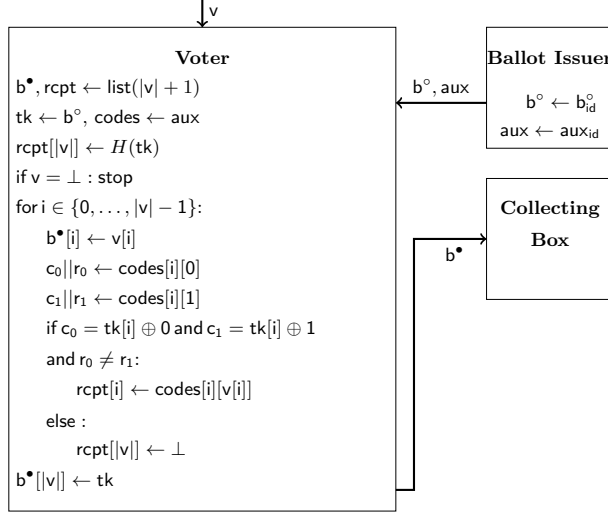 v
Voter
b•, rcpt ← list(|v| + 1)
tk ← b°, codes ← aux
rcpt[|v|] ← H(tk)
if v = ⊥ : stop
for i ∈ {0, . . . , |v| − 1}:
b•[i] ← v[i]
c₀||r₀ ← codes[i][0]
c₁||r₁ ← codes[i][1]
if c₀ = tk[i] ⊕ 0 and c₁ = tk[i] ⊕ 1
and r₀ ≠ r₁:
rcpt[i] ← codes[i][v[i]]
else :
rcpt[|v|] ← ⊥
b•[|v|] ← tk
b°, aux
Ballot Issuer
b° ← b°id
aux ← auxid
b•
Collecting
Box